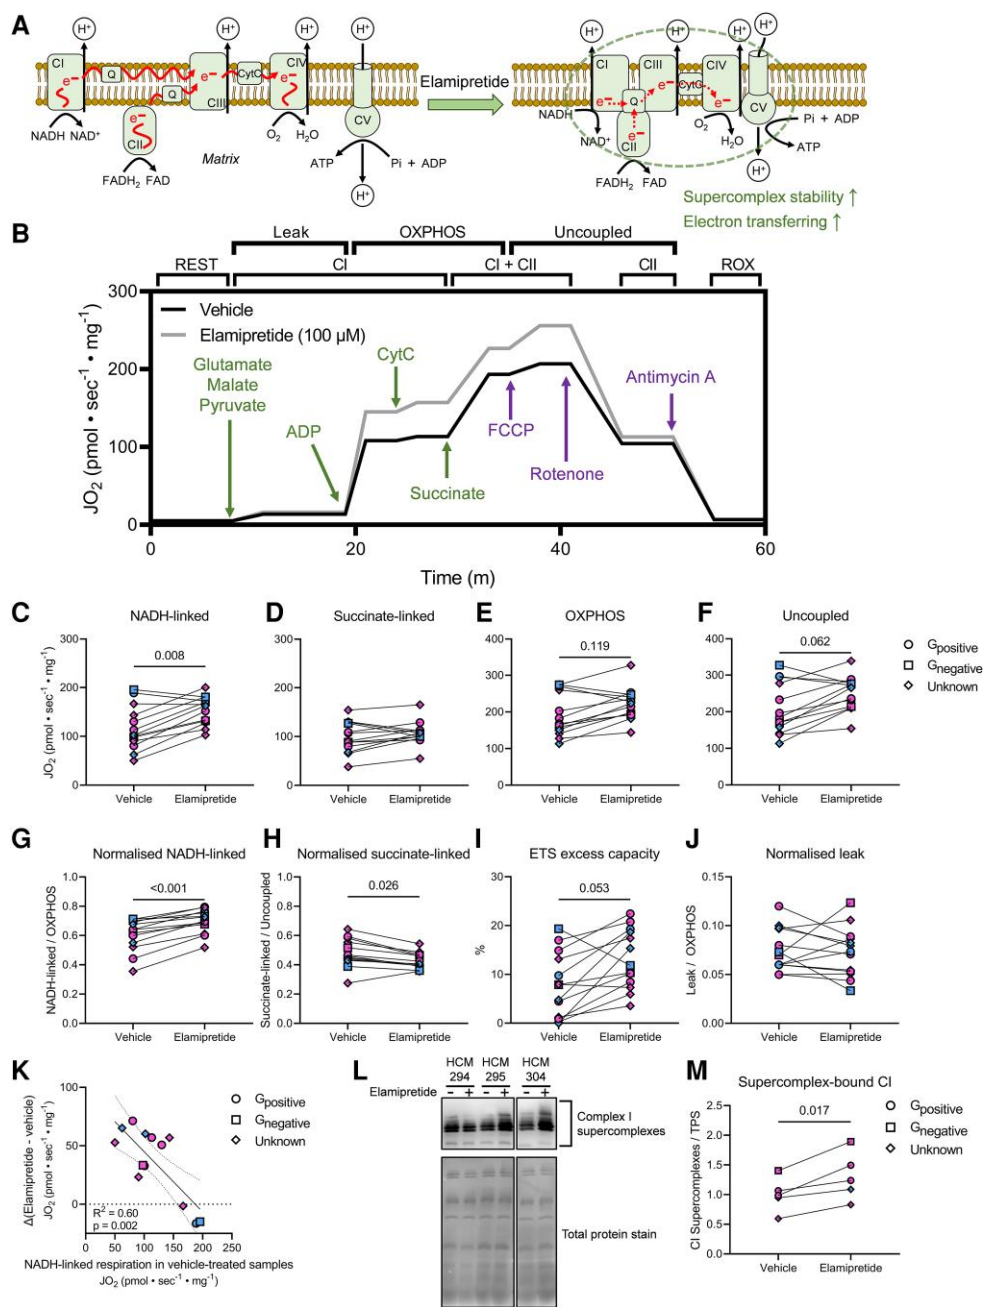 A
H+ H+ H+ H+
CI Q CytC CIV
e− e− e−
CIII
Q
NADH NAD+
e−
CII
O2 H2O
CV
Matrix
ATP Pi + ADP
FADH2 FAD
H+
Elamipretide
H+ H+ H+ H+
CI CIII CIV
e− Q e− CytC e−
NADH
NAD+
e−
CII
O2 H2O
CV
Pi + ADP
ATP
FADH2 FAD
H+
Supercomplex stability ↑
Electron transferring ↑
B
Leak OXPHOS Uncoupled
REST CI CI + CII CII ROX
JO2 (pmol • sec−1 • mg−1)
300
200
100
0
Vehicle
Elamipretide (100 µM)
Glutamate
Malate
Pyruvate
ADP
CytC
Succinate
FCCP
Rotenone
Antimycin A
0 20 40 60
Time (m)
C
NADH-linked
0.008
JO2 (pmol • sec−1 • mg−1)
300
200
100
0
Vehicle Elamipretide
D
Succinate-linked
300
200
100
0
Vehicle Elamipretide
E
OXPHOS
0.119
400
300
200
100
0
Vehicle Elamipretide
F
Uncoupled
0.062
400
300
200
100
0
Vehicle Elamipretide
Gpositive
Gnegative
Unknown
G
Normalised NADH-linked
<0.001
NADH-linked / OXPHOS
1.0
0.8
0.6
0.4
0.2
0.0
Vehicle Elamipretide
H
Normalised succinate-linked
0.026
Succinate-linked / Uncoupled
1.0
0.8
0.6
0.4
0.2
0.0
Vehicle Elamipretide
I
ETS excess capacity
0.053
%
30
20
10
0
Vehicle Elamipretide
J
Normalised leak
Leak / OXPHOS
0.15
0.10
0.05
0.00
Vehicle Elamipretide
K
Δ(Elamipretide - vehicle)
JO2 (pmol • sec−1 • mg−1)
100
50
0
R2 = 0.60
p = 0.002
0 50 100 150 200 250
NADH-linked respiration in vehicle-treated samples
JO2 (pmol • sec−1 • mg−1)
Gpositive
Gnegative
Unknown
L
HCM HCM HCM
294 295 304
Elamipretide − + − + − +
Complex I
supercomplexes
Total protein stain
M
Supercomplex-bound CI
0.017
CI Supercomplexes / TPS
2.5
2.0
1.5
1.0
0.5
0.0
Vehicle Elamipretide
Gpositive
Gnegative
Unknown